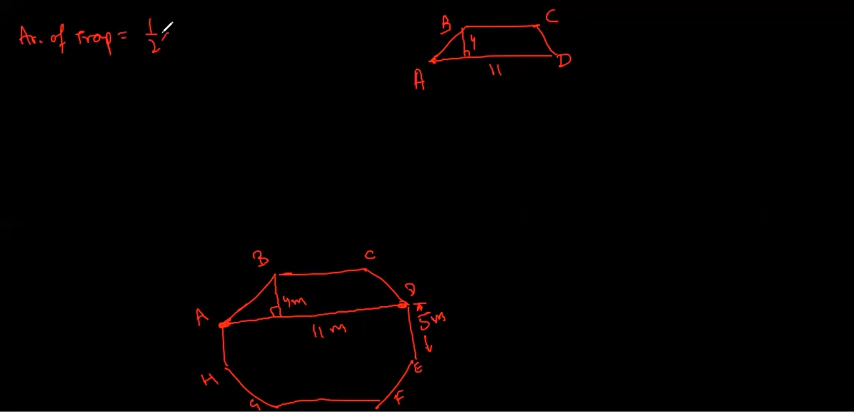 Ar. of Trap = 1/2 ×
B C
4
A 11 D
B C
4m D
A 11 m 5m
H E
G F